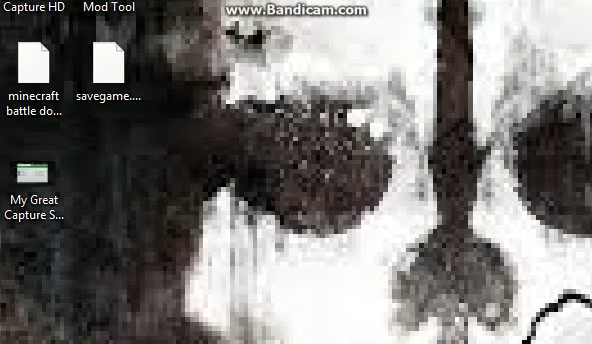 www.Bandicam.com
Capture HD
Mod Tool
minecraft
battle do...
savegame....
My Great
Capture S...